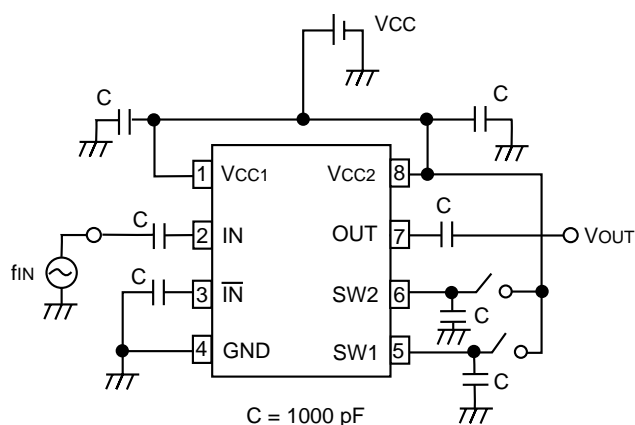 VCC
C
C
1
VCC1
VCC2
8
C
2
IN
OUT
7
C
VOUT
fIN
C
3
IN
SW2
6
C
4
GND
SW1
5
C
C = 1000 pF